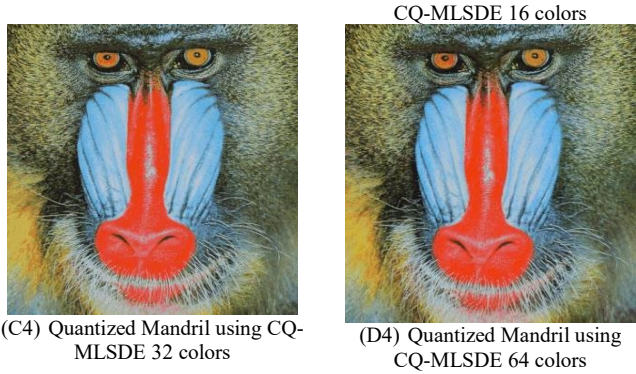 CQ-MLSDE 16 colors
(C4) Quantized Mandril using CQ-
MLSDE 32 colors
(D4) Quantized Mandril using
CQ-MLSDE 64 colors